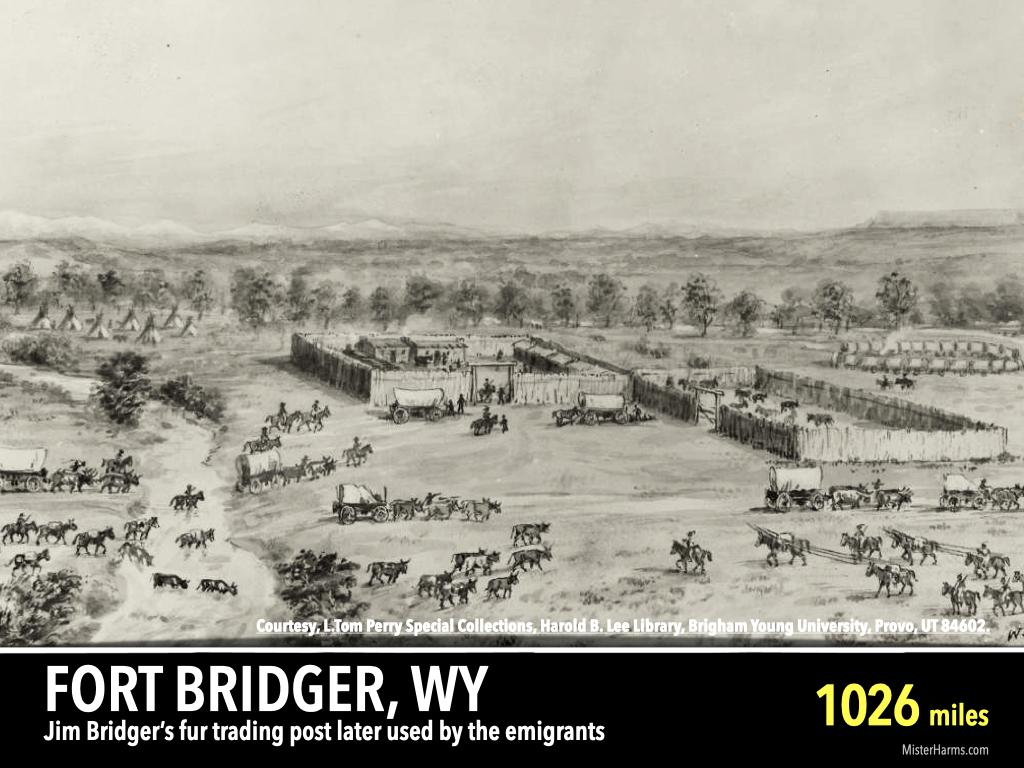 Courtesy, L.Tom Perry Special Collections, Harold B. Lee Library, Brigham Young University, Provo, UT 84602.
FORT BRIDGER, WY
Jim Bridger's fur trading post later used by the emigrants
1026 miles
MisterHarms.com